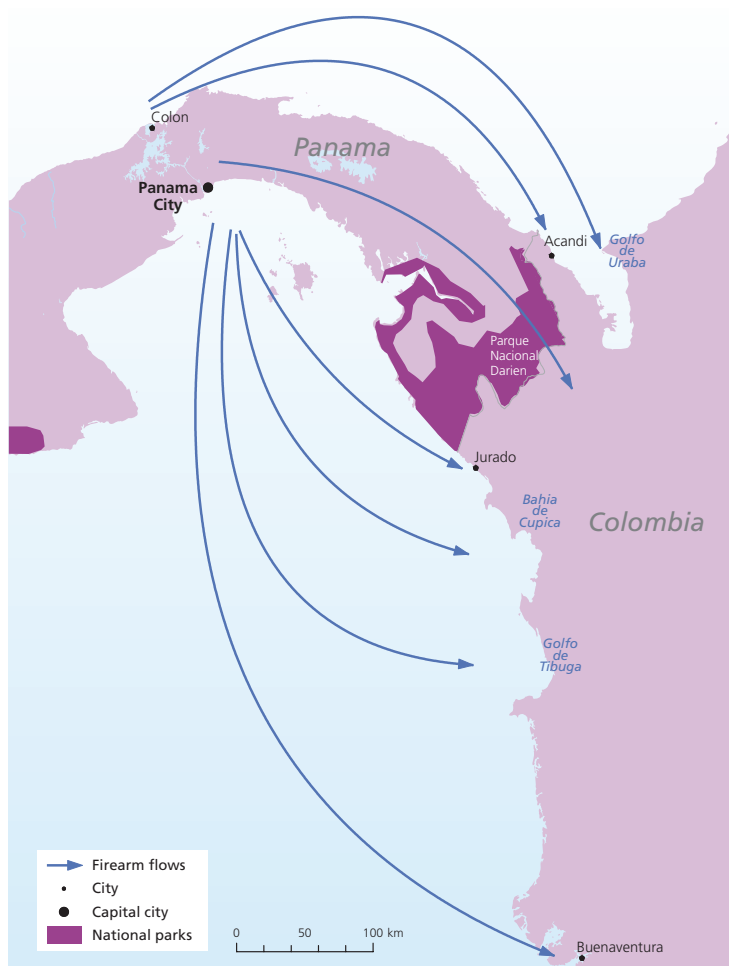 Colon
Panama
Panama
City
Acandi
Golfo
de
Uraba
Parque
Nacional
Darien
Jurado
Bahia
de
Cupica
Colombia
Golfo
de
Tibuga
Firearm flows
City
Capital city
National parks
0 50 100 km
Buenaventura